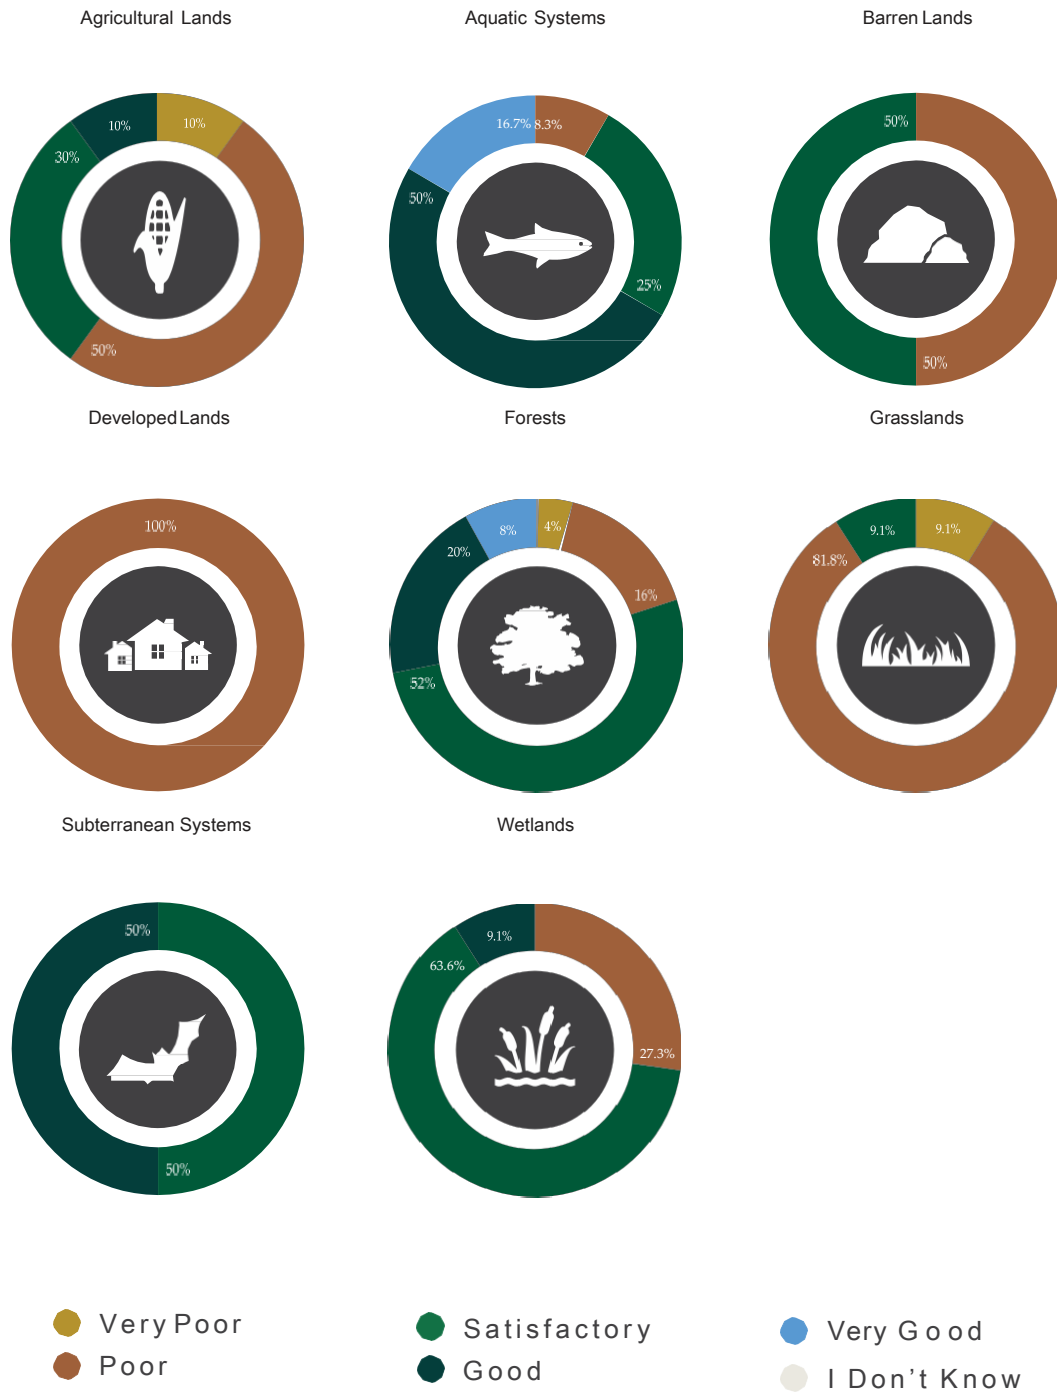 Agricultural Lands
Aquatic Systems
Barren Lands
10%
10%
30%
50%
16.7%
8.3%
50%
25%
50%
50%
Developed Lands
Forests
Grasslands
100%
8%
4%
20%
16%
52%
9.1%
9.1%
81.8%
Subterranean Systems
Wetlands
50%
50%
9.1%
63.6%
27.3%
Very Poor
Poor
Satisfactory
Good
Very Good
I Don't Know